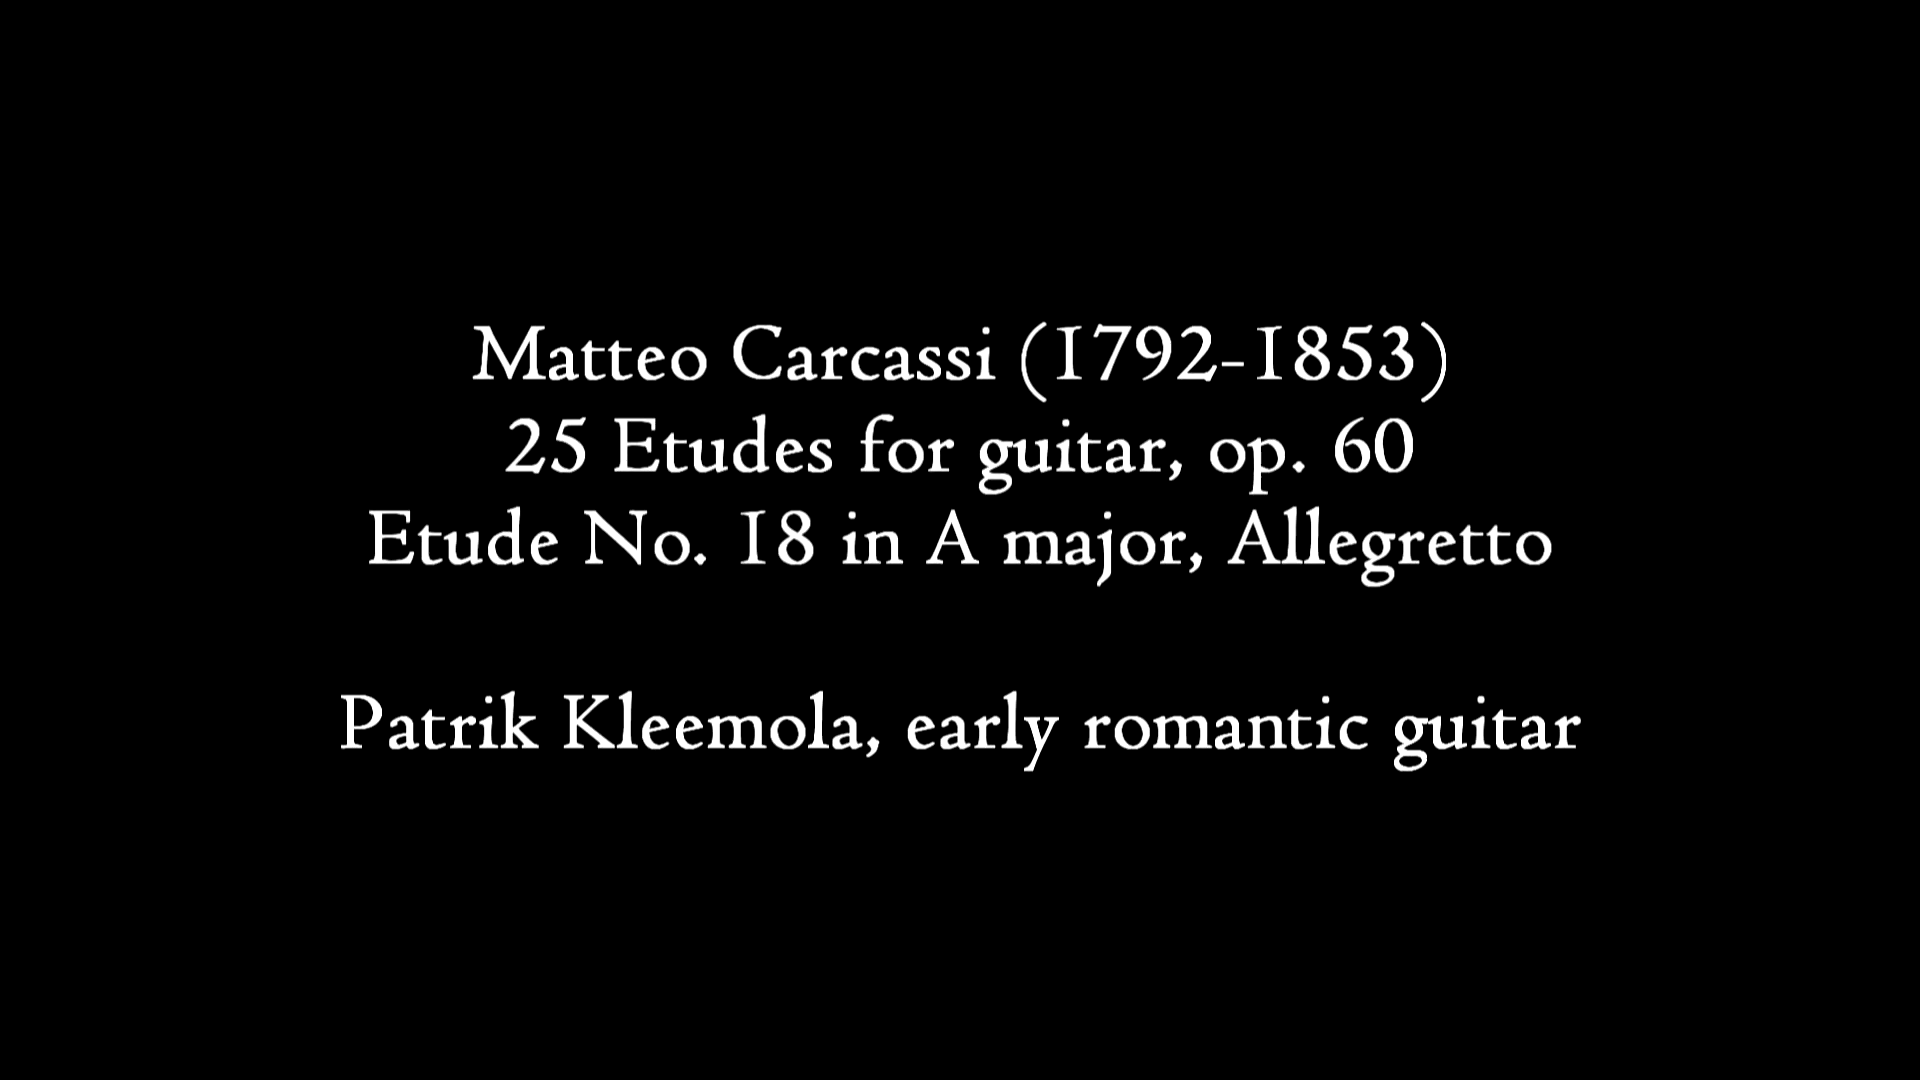 Matteo Carcassi (1792-1853)
25 Etudes for guitar, op. 60
Etude No. 18 in A major, Allegretto
Patrik Kleemola, early romantic guitar